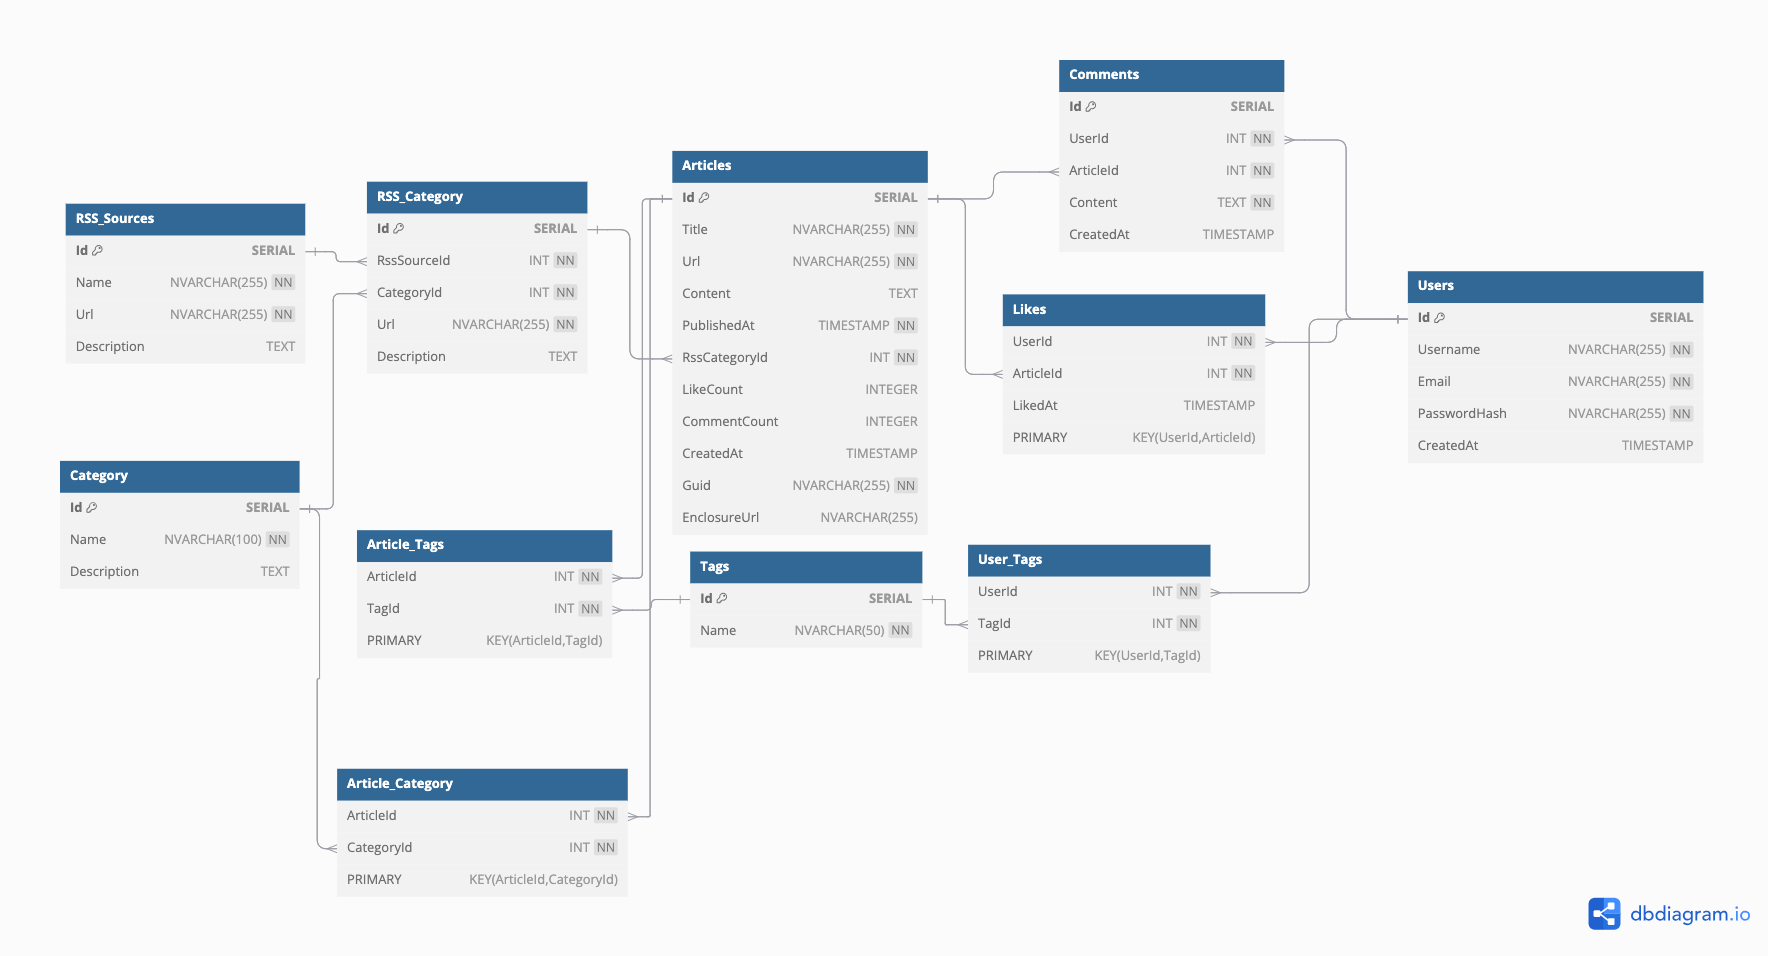 RSS_Sources
Id SERIAL
Name NVARCHAR(255) NN
Url NVARCHAR(255) NN
Description TEXT
RSS_Category
Id SERIAL
RssSourceId INT NN
CategoryId INT NN
Url NVARCHAR(255) NN
Description TEXT
Articles
Id SERIAL
Title NVARCHAR(255) NN
Url NVARCHAR(255) NN
Content TEXT
PublishedAt TIMESTAMP NN
RssCategoryId INT NN
LikeCount INTEGER
CommentCount INTEGER
CreatedAt TIMESTAMP
Guid NVARCHAR(255) NN
EnclosureUrl NVARCHAR(255)
Comments
Id SERIAL
UserId INT NN
ArticleId INT NN
Content TEXT NN
CreatedAt TIMESTAMP
Likes
UserId INT NN
ArticleId INT NN
LikedAt TIMESTAMP
PRIMARY KEY(UserId,ArticleId)
Users
Id SERIAL
Username NVARCHAR(255) NN
Email NVARCHAR(255) NN
PasswordHash NVARCHAR(255) NN
CreatedAt TIMESTAMP
Category
Id SERIAL
Name NVARCHAR(100) NN
Description TEXT
Article_Tags
ArticleId INT NN
TagId INT NN
PRIMARY KEY(ArticleId,TagId)
Tags
Id SERIAL
Name NVARCHAR(50) NN
User_Tags
UserId INT NN
TagId INT NN
PRIMARY KEY(UserId,TagId)
Article_Category
ArticleId INT NN
CategoryId INT NN
PRIMARY KEY(ArticleId,CategoryId)
dbdiagram.io